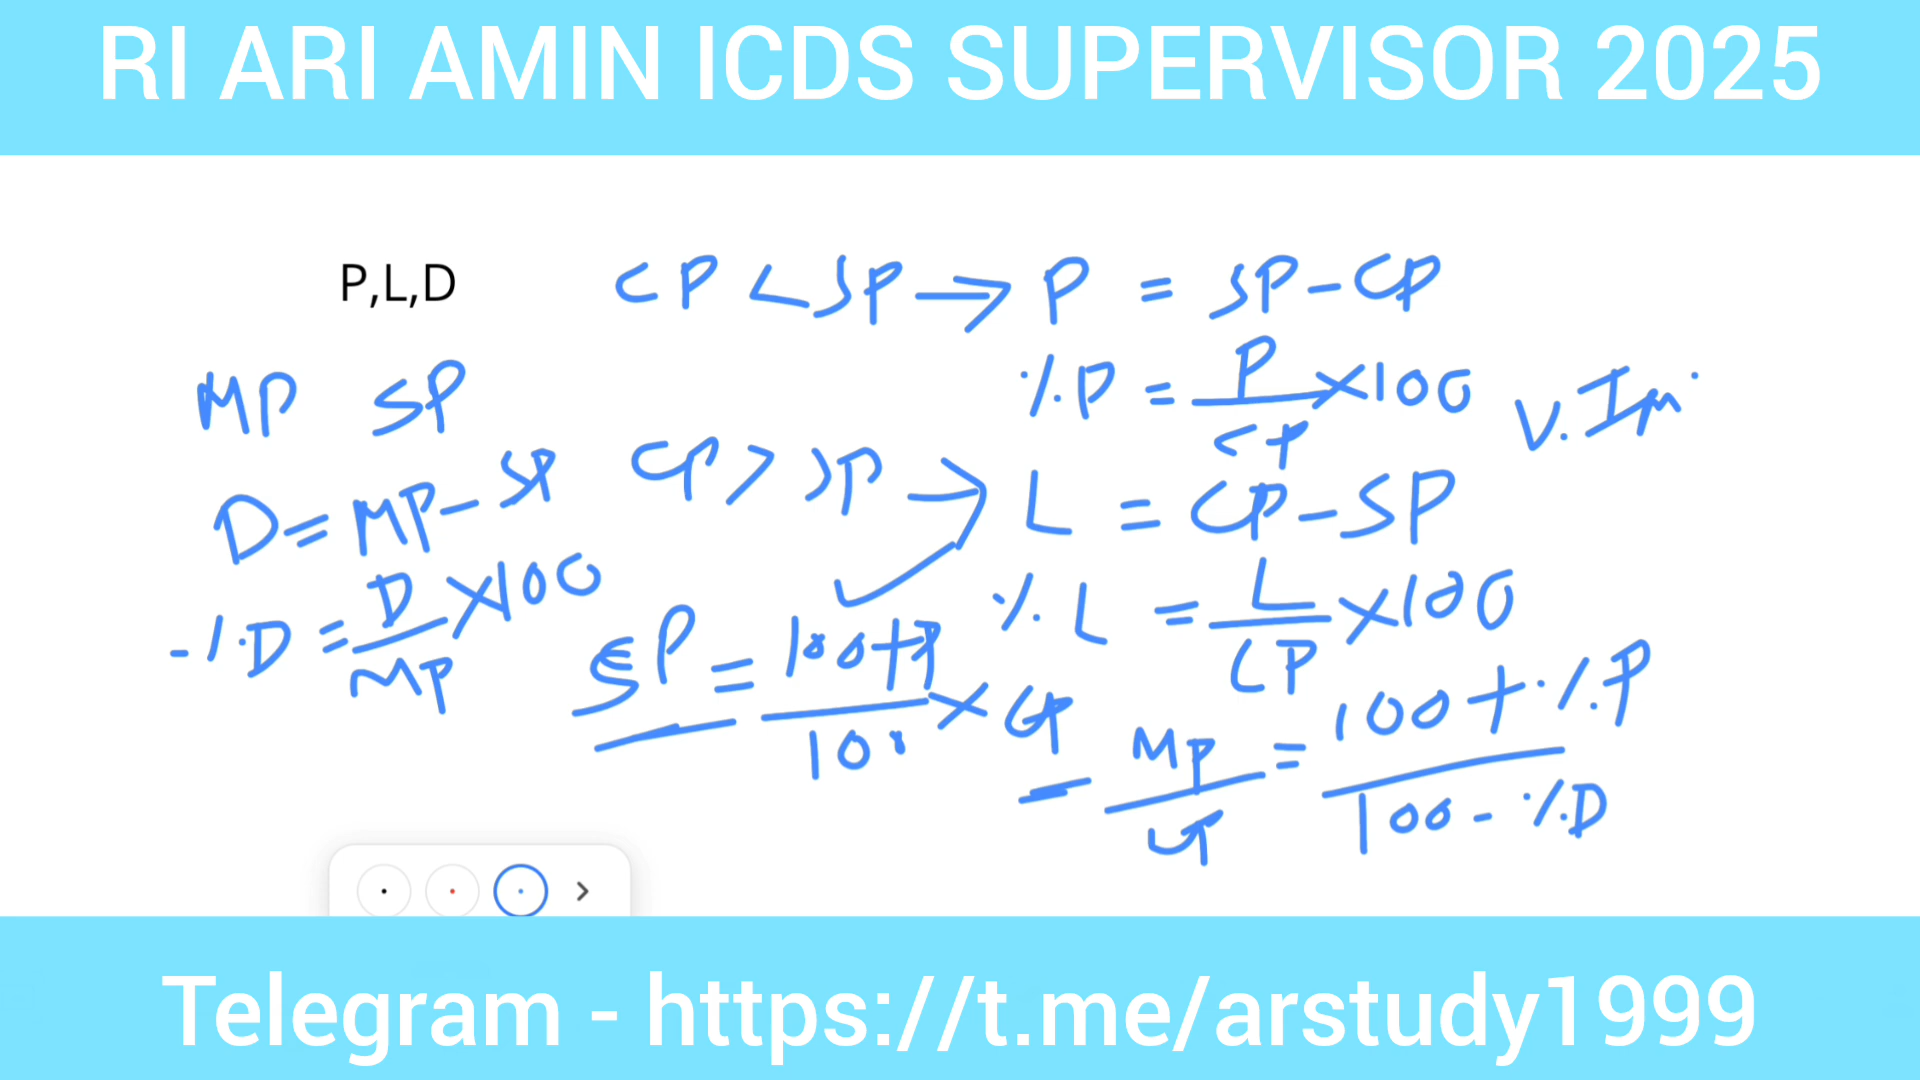 RI ARI AMIN ICDS SUPERVISOR 2025
P,L,D
CP < SP → P = SP - CP
%P = P/CP × 100
V. Im.
MP SP
D = MP - SP
%D = D/MP × 100
CP > SP → L = CP - SP
%L = L/CP × 100
SP = 100+P/100 × CP
MP/CP = 100 + %P/100 - %D
Telegram - https://t.me/arstudy1999